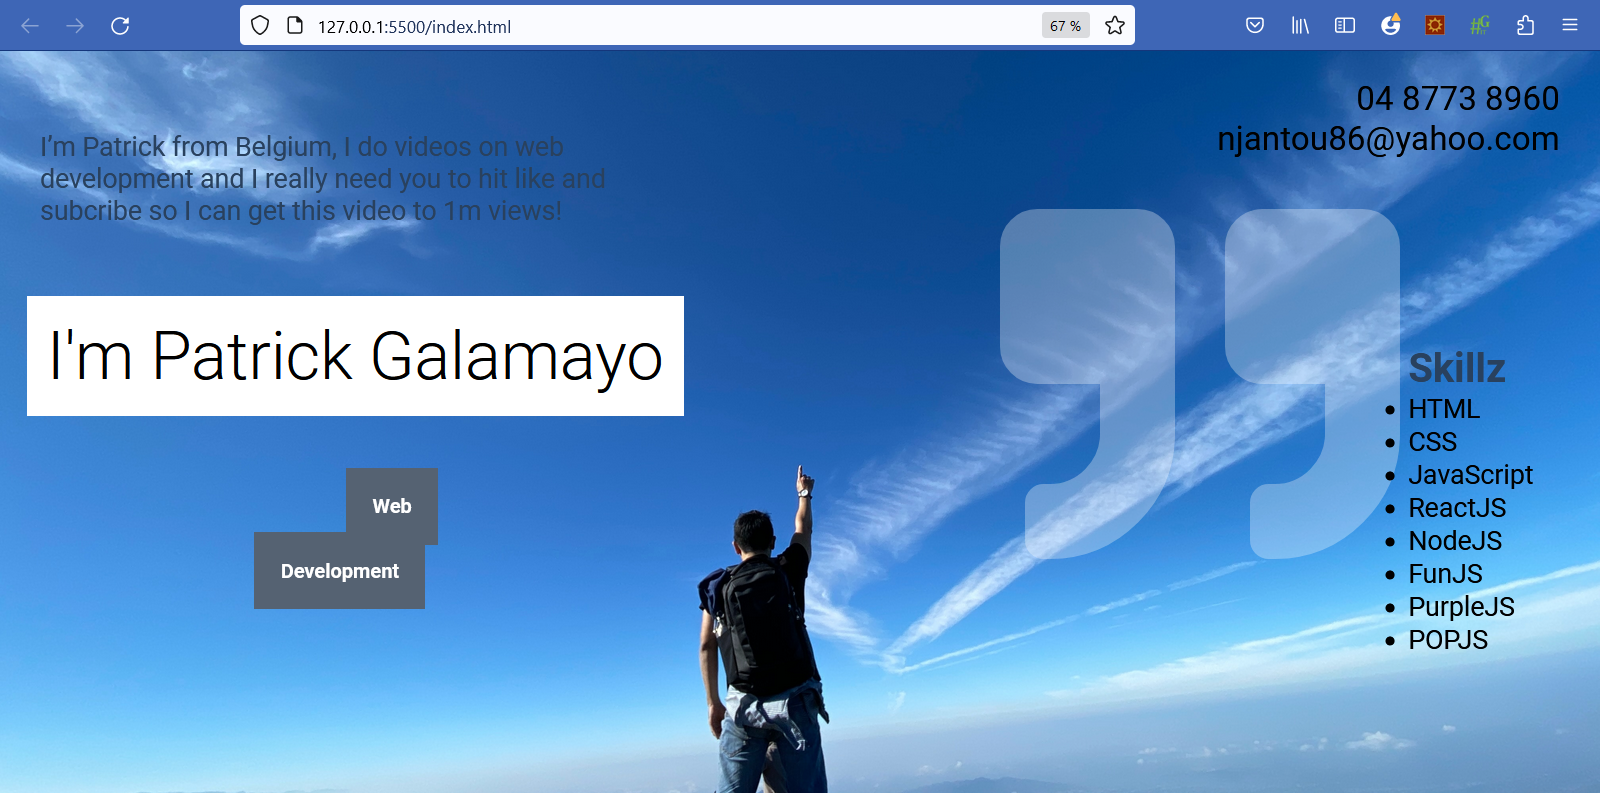 127.0.0.1:5500/index.html
67 %
04 8773 8960
njantou86@yahoo.com
I’m Patrick from Belgium, I do videos on web
development and I really need you to hit like and
subcribe so I can get this video to 1m views!
I'm Patrick Galamayo
Web
Development
Skillz
HTML
CSS
JavaScript
ReactJS
NodeJS
FunJS
PurpleJS
POPJS